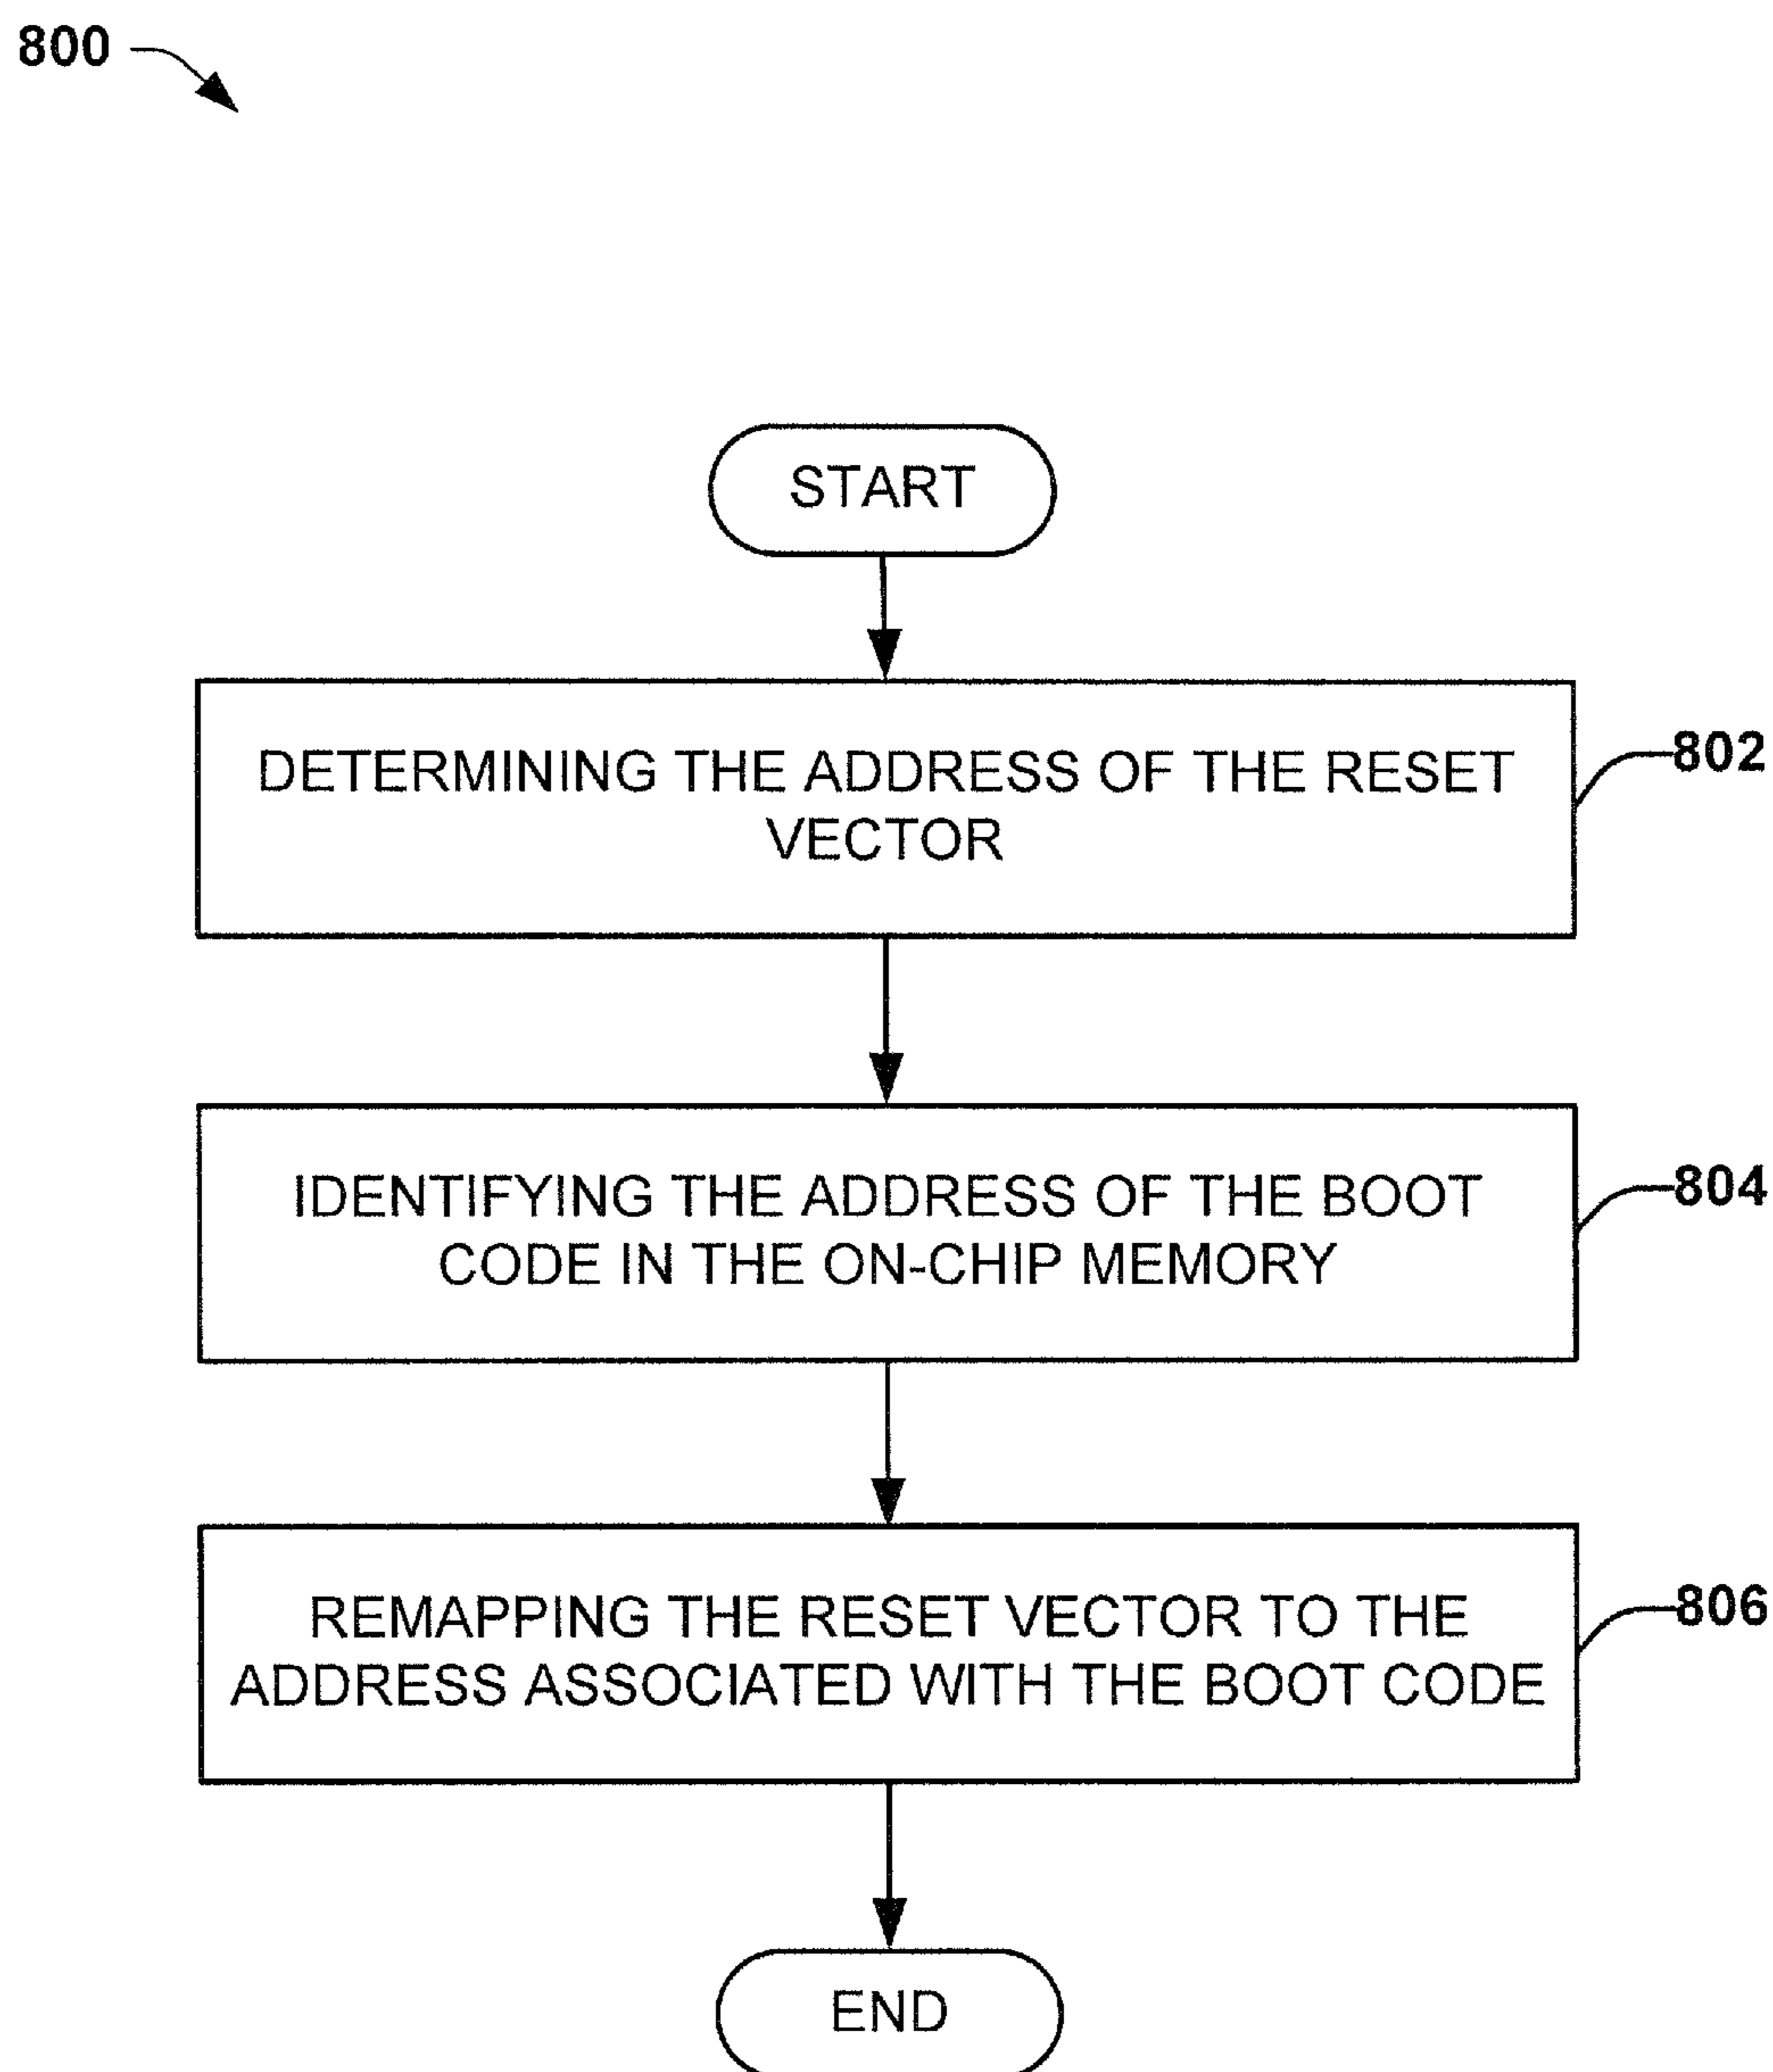 800
START
DETERMINING THE ADDRESS OF THE RESET
VECTOR
802
IDENTIFYING THE ADDRESS OF THE BOOT
CODE IN THE ON-CHIP MEMORY
804
REMAPPING THE RESET VECTOR TO THE
ADDRESS ASSOCIATED WITH THE BOOT CODE
806
END